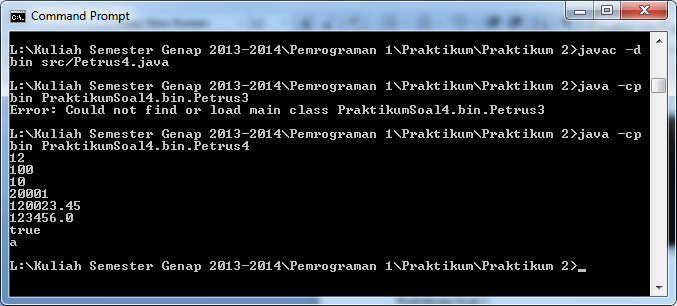 Command Prompt
L:\Kuliah Semester Genap 2013-2014\Pemrograman 1\Praktikum\Praktikum 2>javac -d
bin src/Petrus4.java
L:\Kuliah Semester Genap 2013-2014\Pemrograman 1\Praktikum\Praktikum 2>java -cp
bin PraktikumSoal4.bin.Petrus3
Error: Could not find or load main class PraktikumSoal4.bin.Petrus3
L:\Kuliah Semester Genap 2013-2014\Pemrograman 1\Praktikum\Praktikum 2>java -cp
bin PraktikumSoal4.bin.Petrus4
12
100
10
20001
120023.45
123456.0
true
a
L:\Kuliah Semester Genap 2013-2014\Pemrograman 1\Praktikum\Praktikum 2>_